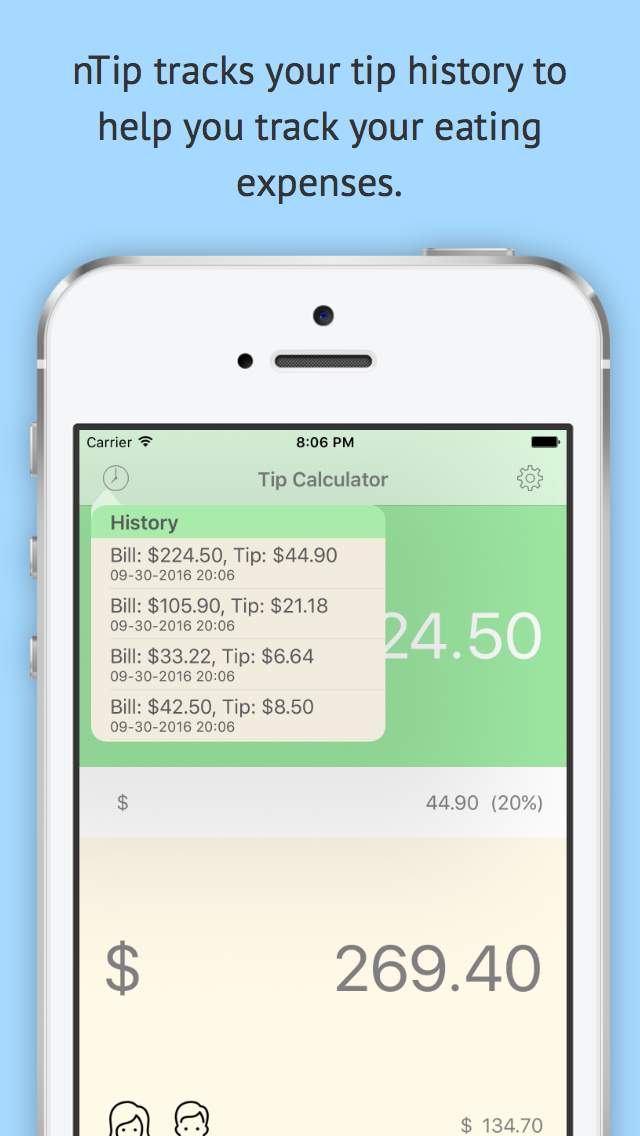 nTip tracks your tip history to
help you track your eating
expenses.
Carrier 8:06 PM
Tip Calculator
History
Bill: $224.50, Tip: $44.90
09-30-2016 20:06
Bill: $105.90, Tip: $21.18
09-30-2016 20:06
24.50
Bill: $33.22, Tip: $6.64
09-30-2016 20:06
Bill: $42.50, Tip: $8.50
09-30-2016 20:06
$ 44.90 (20%)
$ 269.40
$ 134.70